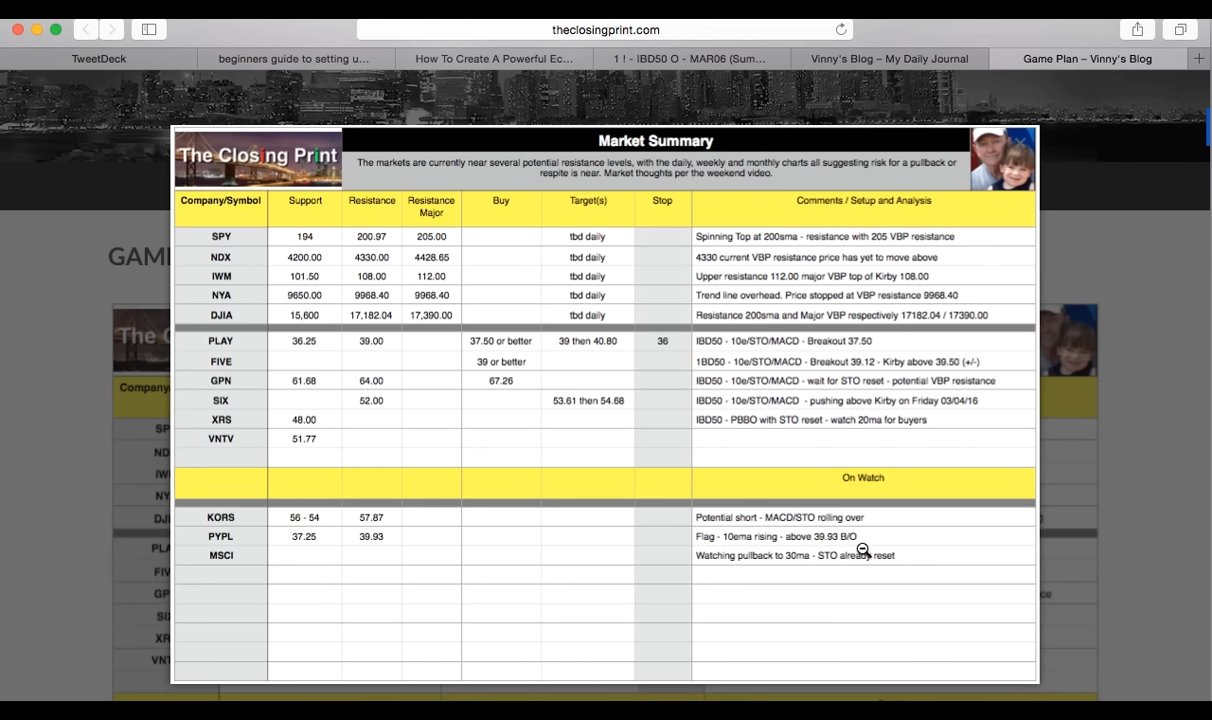 theclosingprint.com
TweetDeck
beginners guide to setting u...
How To Create A Powerful Ec...
1 ! - IBD50 O - MAR06 (Sum...
Vinny's Blog – My Daily Journal
Game Plan – Vinny's Blog
The Closing Print
Market Summary
The markets are currently near several potential resistance levels, with the daily, weekly and monthly charts all suggesting risk for a pullback or
respite is near. Market thoughts per the weekend video.
Company/Symbol Support Resistance Resistance Major Buy Target(s) Stop Comments / Setup and Analysis
SPY 194 200.97 205.00 tbd daily Spinning Top at 200sma - resistance with 205 VBP resistance
NDX 4200.00 4330.00 4428.65 tbd daily 4330 current VBP resistance price has yet to move above
IWM 101.50 108.00 112.00 tbd daily Upper resistance 112.00 major VBP top of Kirby 108.00
NYA 9650.00 9968.40 9968.40 tbd daily Trend line overhead. Price stopped at VBP resistance 9968.40
DJIA 15,600 17,182.04 17,390.00 tbd daily Resistance 200sma and Major VBP respectively 17182.04 / 17390.00
PLAY 36.25 39.00 37.50 or better 39 then 40.80 36 IBD50 - 10e/STO/MACD - Breakout 37.50
FIVE 39 or better 1BD50 - 10e/STO/MACD - Breakout 39.12 - Kirby above 39.50 (+/-)
GPN 61.68 64.00 67.26 IBD50 - 10e/STO/MACD - wait for STO reset - potential VBP resistance
SIX 52.00 53.61 then 54.68 IBD50 - 10e/STO/MACD - pushing above Kirby on Friday 03/04/16
XRS 48.00 IBD50 - PBBO with STO reset - watch 20ma for buyers
VNTV 51.77
On Watch
KORS 56 - 54 57.87 Potential short - MACD/STO rolling over
PYPL 37.25 39.93 Flag - 10ema rising - above 39.93 B/O
MSCI Watching pullback to 30ma - STO already reset